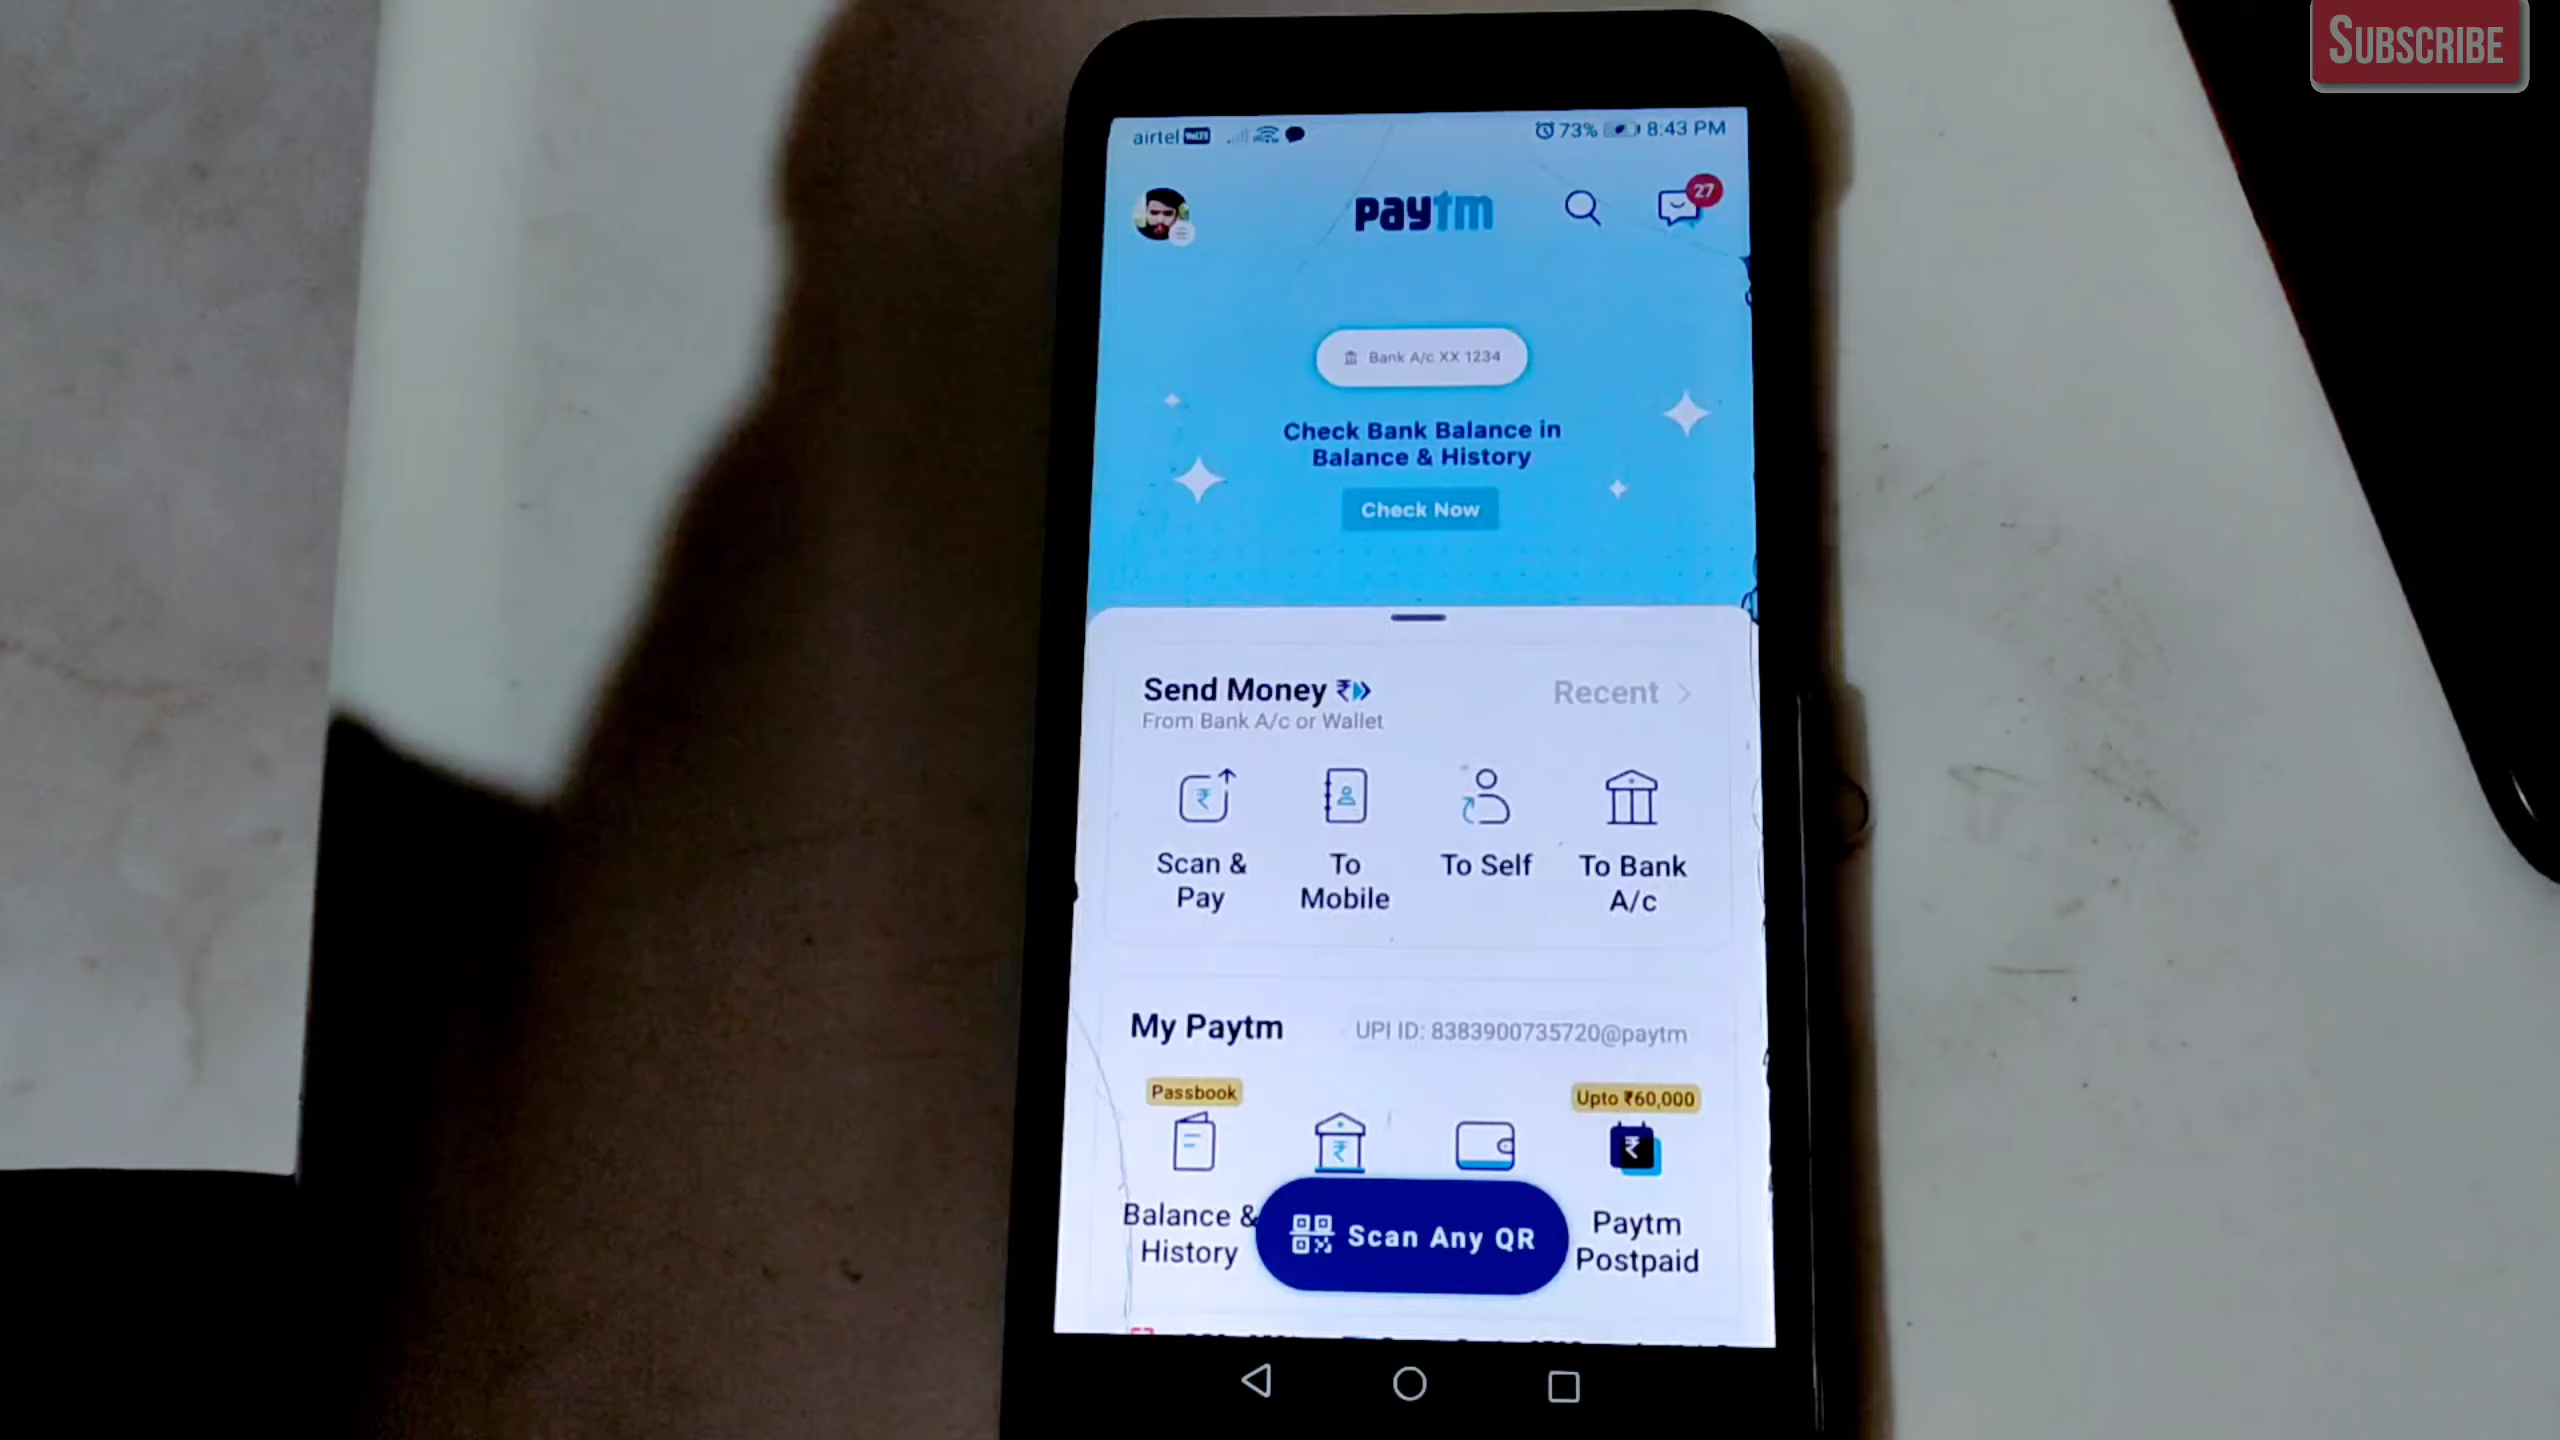 SUBSCRIBE
airtel VoLTE
73% 8:43 PM
paytm
27
Bank A/c XX 1234
Check Bank Balance in
Balance & History
Check Now
Send Money
Recent
From Bank A/c or Wallet
Scan & Pay
To Mobile
To Self
To Bank A/c
My Paytm
UPI ID: 8383900735720@paytm
Passbook
Upto ₹60,000
Balance & History
Scan Any QR
Paytm Postpaid